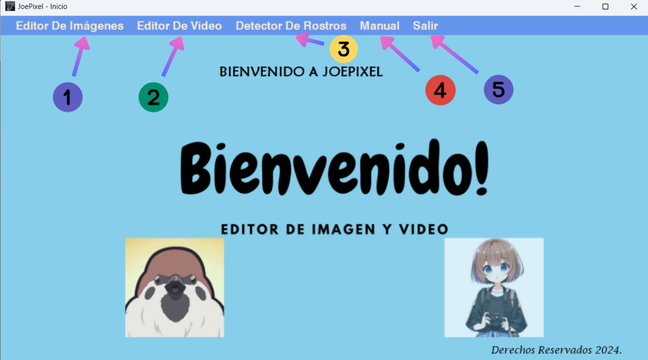 JoePixel - Inicio
Editor De Imágenes Editor De Video Detector De Rostros Manual Salir
3
BIENVENIDO A JOEPIXEL
1 2 4 5
Bienvenido!
EDITOR DE IMAGEN Y VIDEO
Derechos Reservados 2024.